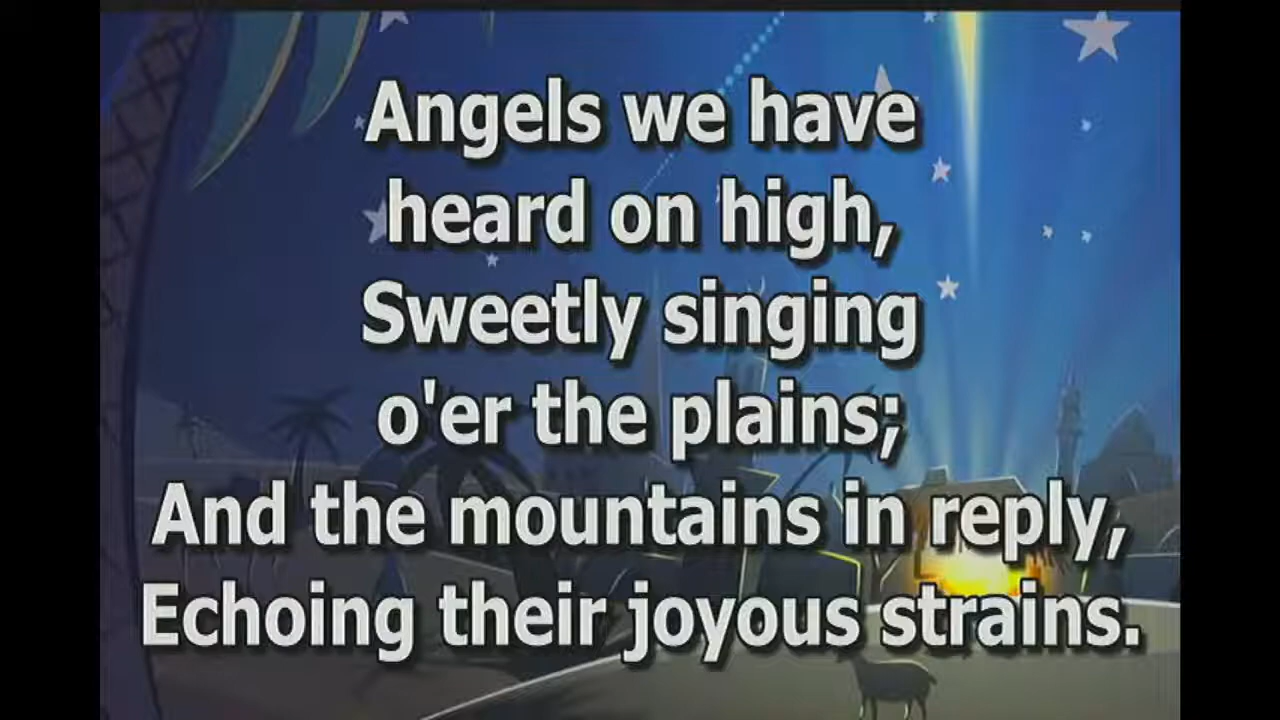 Angels we have
heard on high,
Sweetly singing
o'er the plains;
And the mountains in reply,
Echoing their joyous strains.